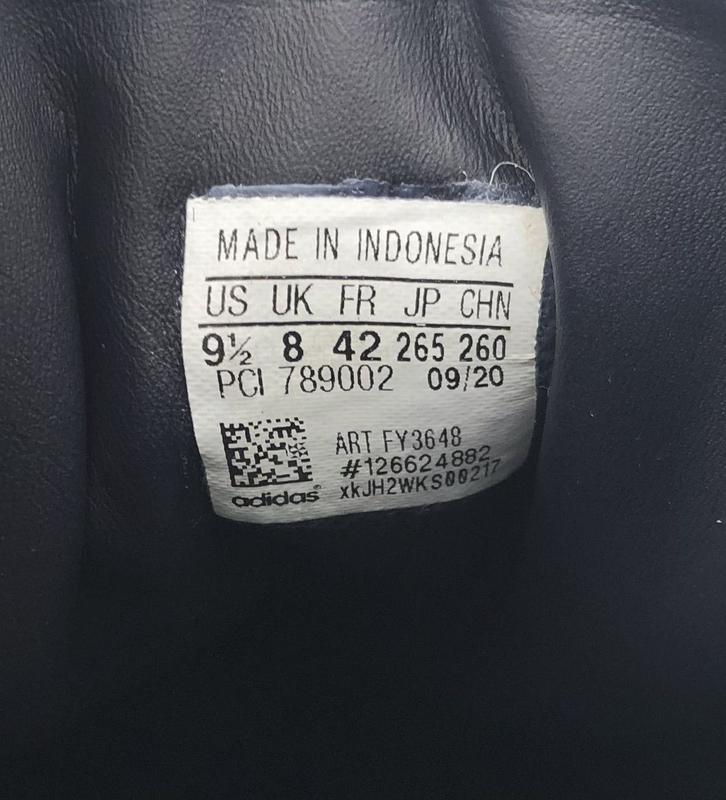 MADE IN INDONESIA
US UK FR JP CHN
9½ 8 42 265 260
PCI 789002 09/20
ART FY3648
#126624882
xkJH2WKS00217
adidas®